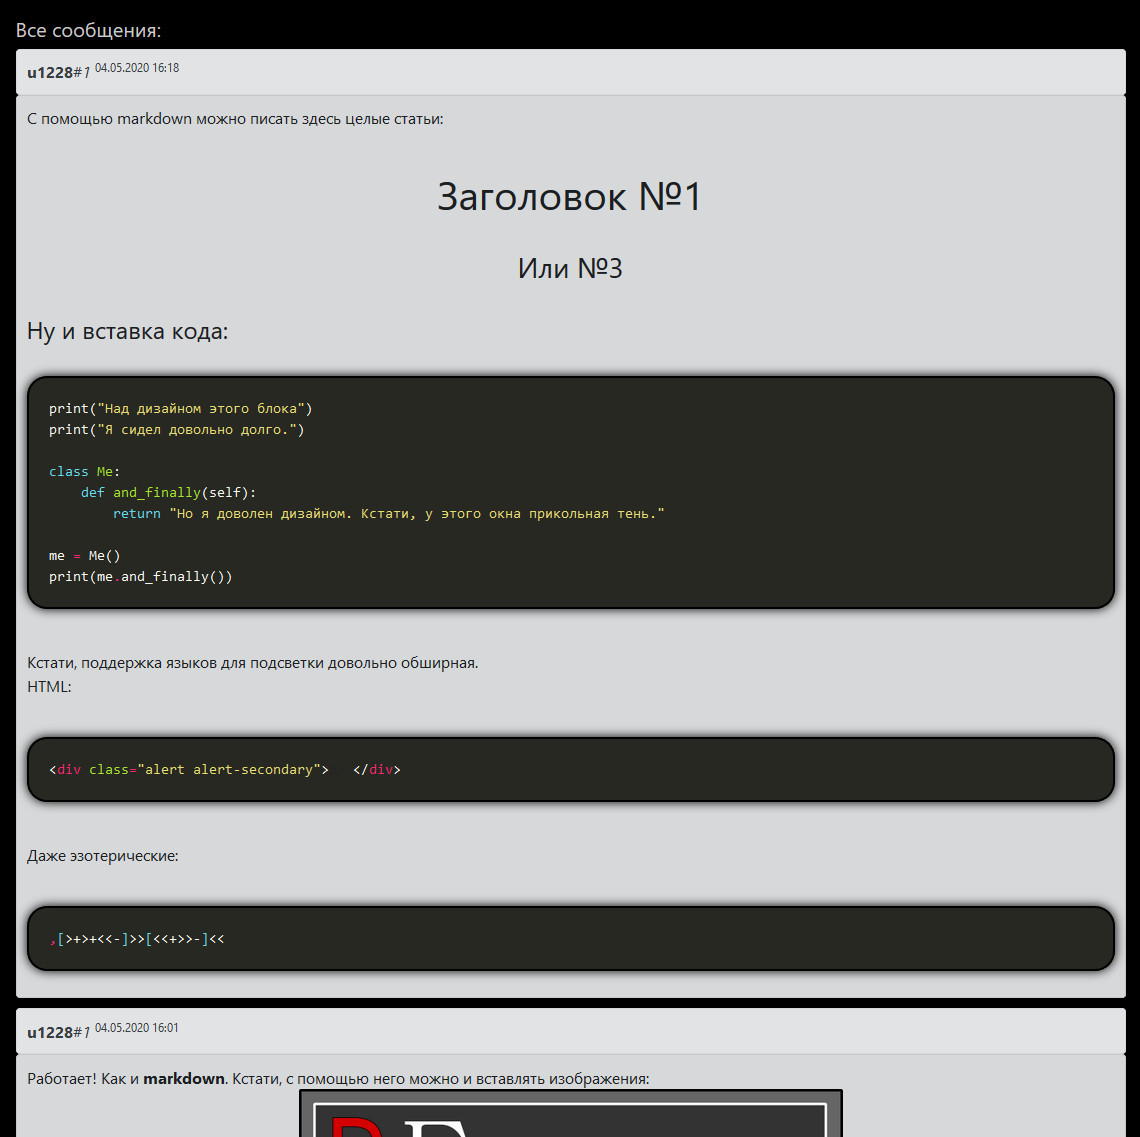 Все сообщения:
u1228#1 04.05.2020 16:18
С помощью markdown можно писать здесь целые статьи:
Заголовок №1
Или №3
Ну и вставка кода:
print("Над дизайном этого блока")
print("Я сидел довольно долго.")
class Me:
    def and_finally(self):
        return "Но я доволен дизайном. Кстати, у этого окна прикольная тень."
me = Me()
print(me.and_finally())
Кстати, поддержка языков для подсветки довольно обширная.
HTML:
<div class="alert alert-secondary">   </div>
Даже эзотерические:
,[>+>+<<-]>>[<<+>>-]<<
u1228#1 04.05.2020 16:01
Работает! Как и markdown. Кстати, с помощью него можно и вставлять изображения: